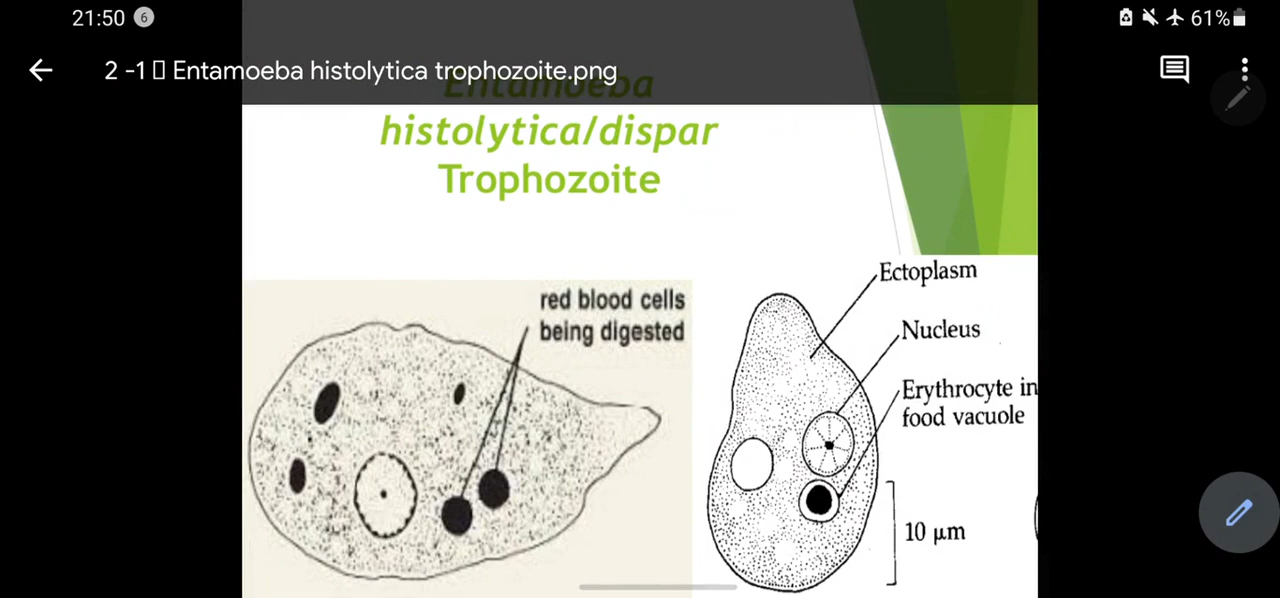 21:50 6
61%
2 -1 Entamoeba histolytica trophozoite.png
Entamoeba
histolytica/dispar
Trophozoite
red blood cells
being digested
Ectoplasm
Nucleus
Erythrocyte in
food vacuole
10 μm